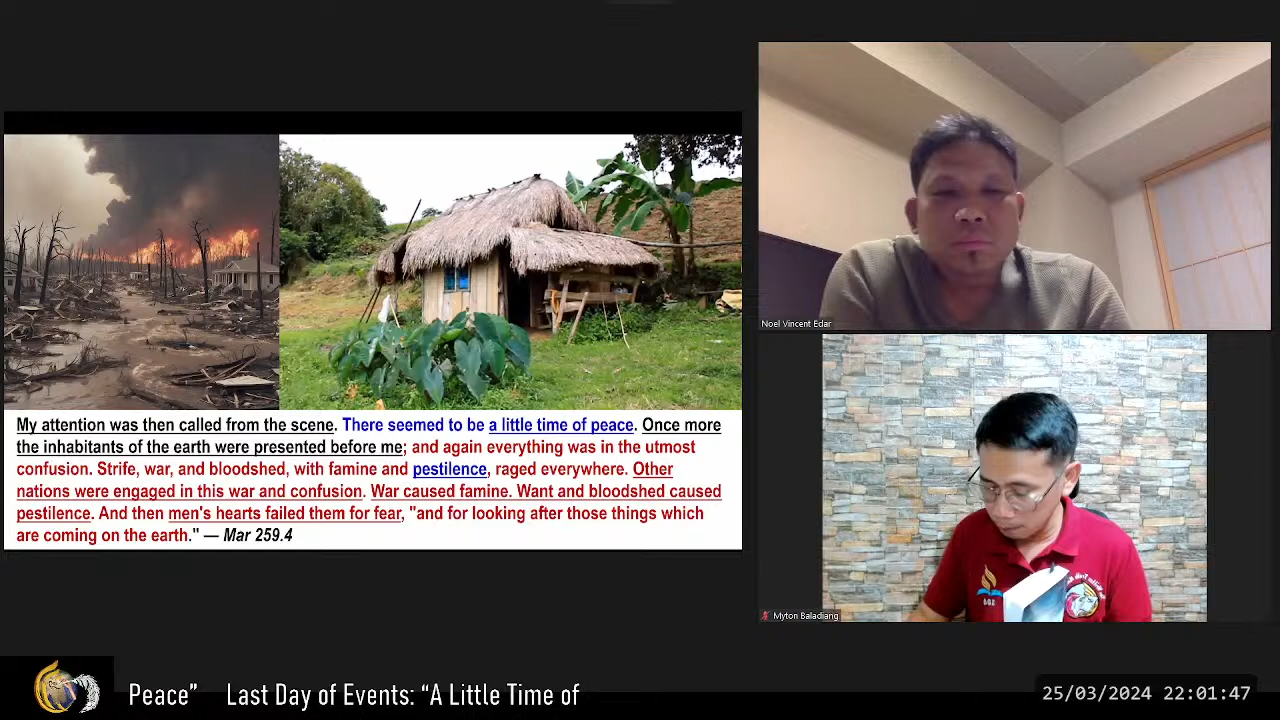 My attention was then called from the scene. There seemed to be a little time of peace. Once more
the inhabitants of the earth were presented before me; and again everything was in the utmost
confusion. Strife, war, and bloodshed, with famine and pestilence, raged everywhere. Other
nations were engaged in this war and confusion. War caused famine. Want and bloodshed caused
pestilence. And then men's hearts failed them for fear, "and for looking after those things which
are coming on the earth." — Mar 259.4
Noel Vincent Edar
Myton Baladiang
Peace” Last Day of Events: “A Little Time of
25/03/2024 22:01:47